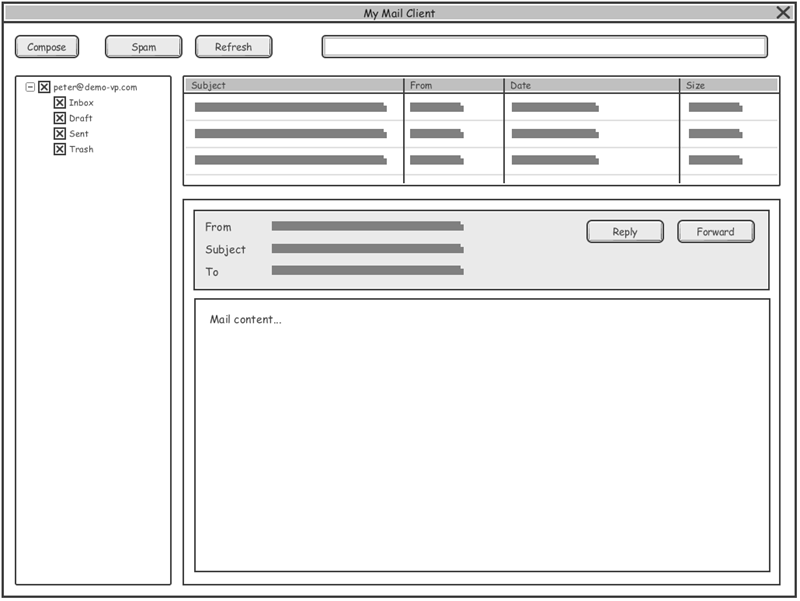 My Mail Client
Compose Spam Refresh
peter@demo-vp.com
Inbox
Draft
Sent
Trash
Subject From Date Size
From
Subject
To
Reply Forward
Mail content...